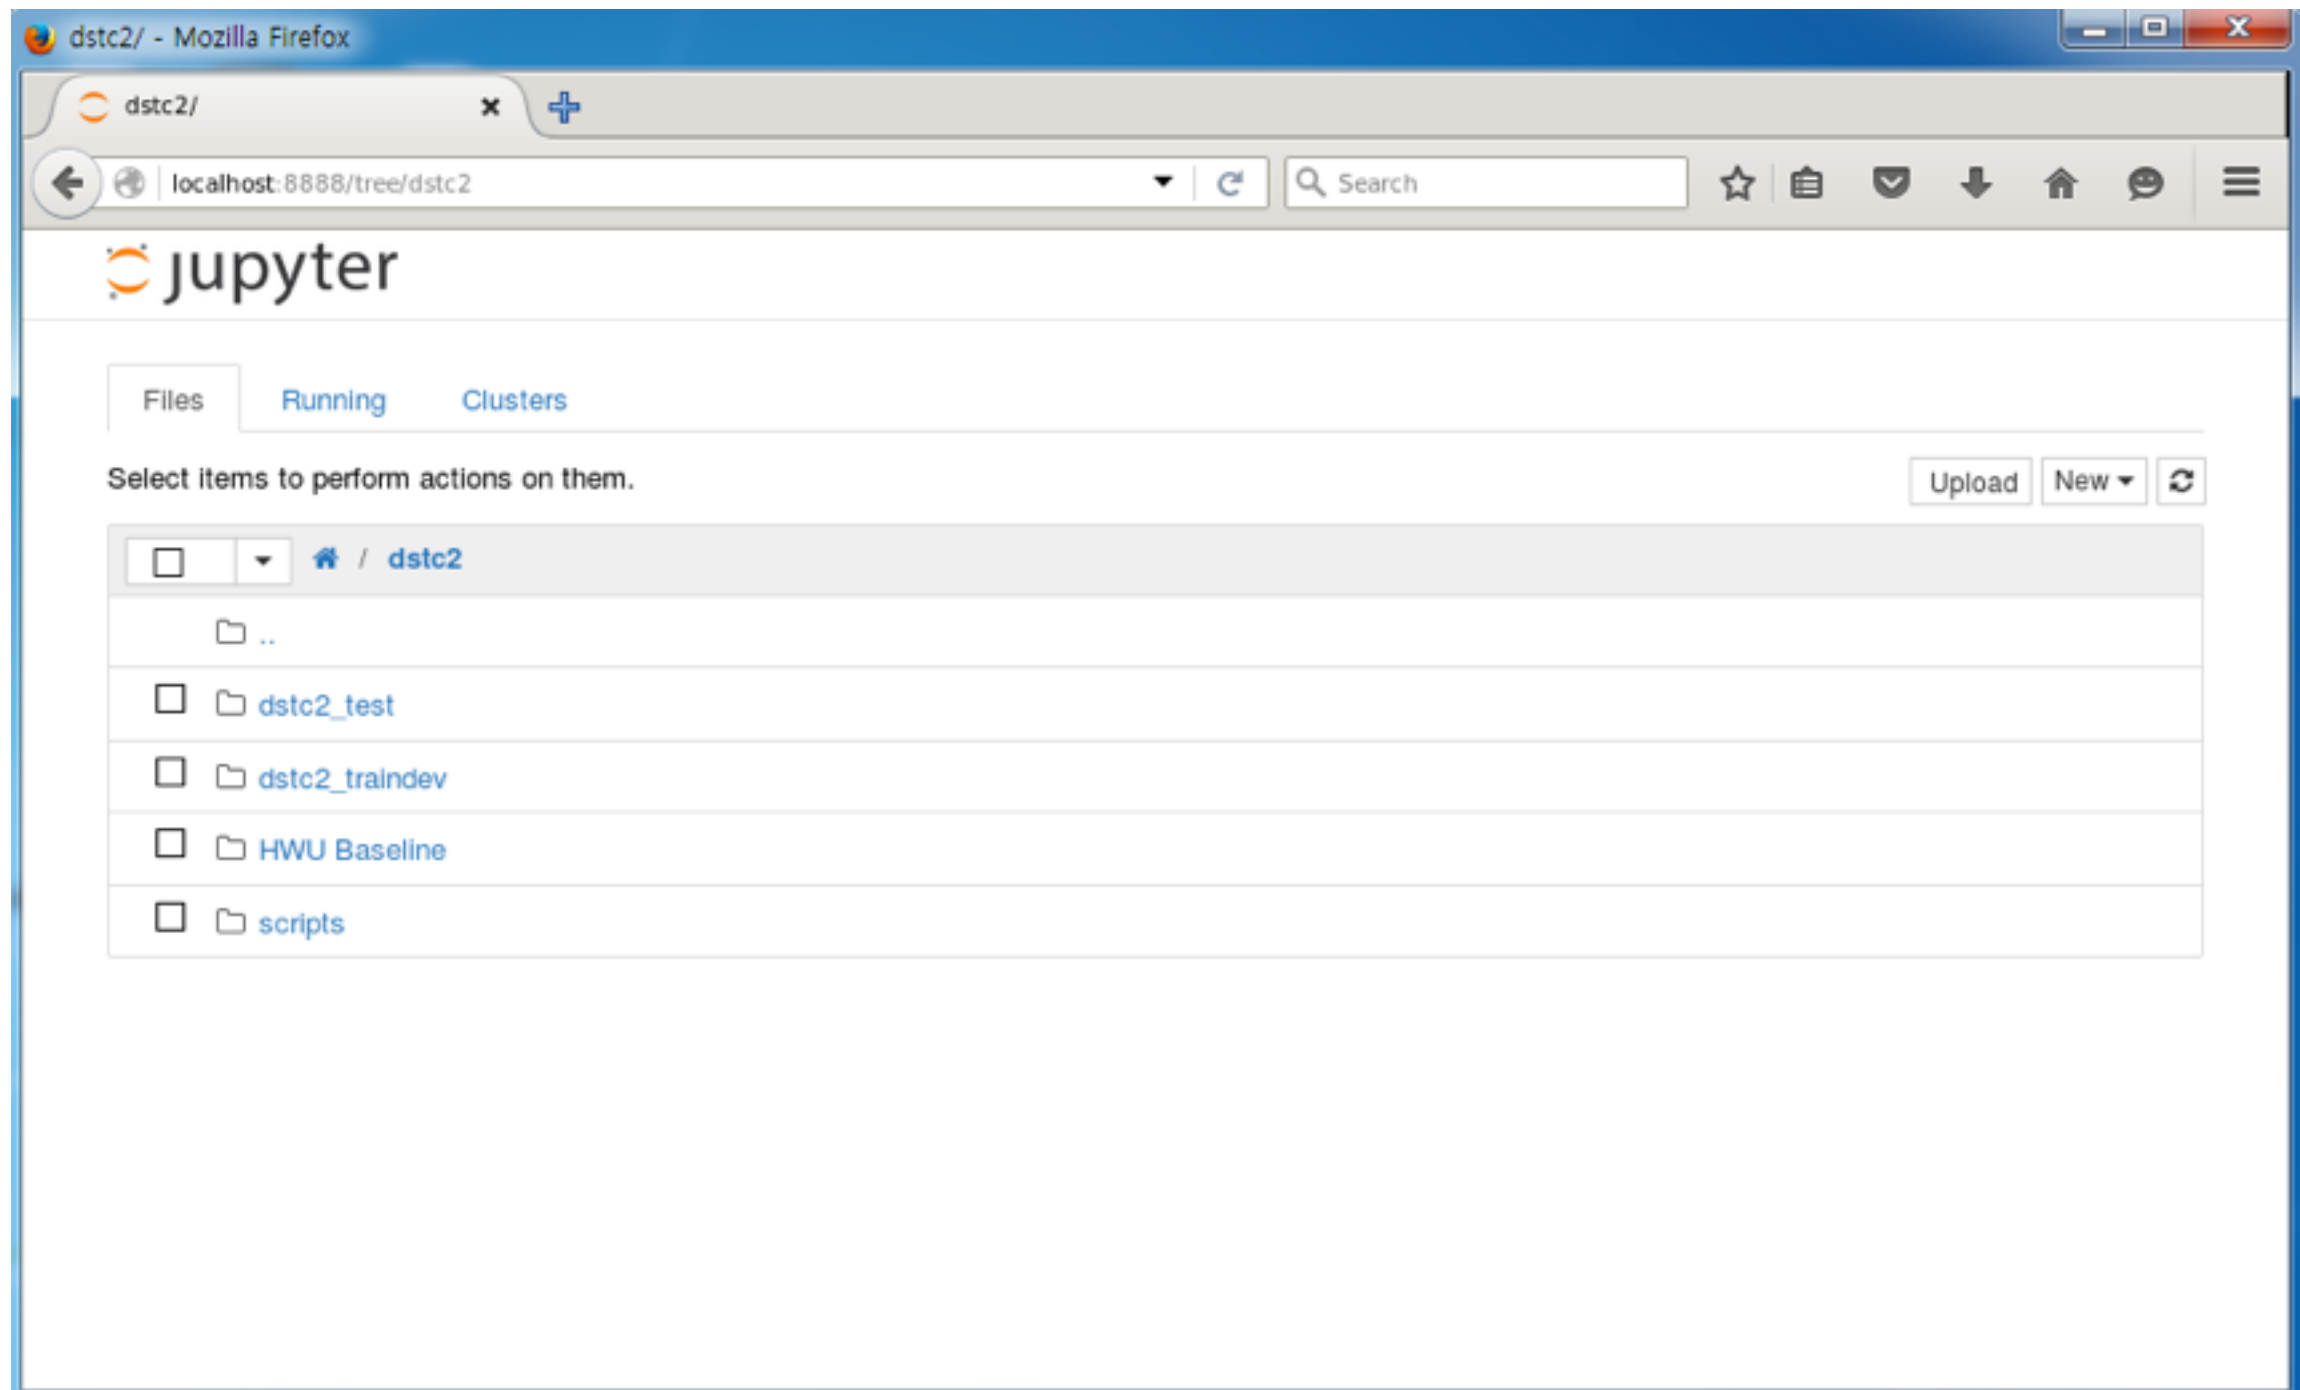 dstc2/ - Mozilla Firefox
dstc2/
localhost:8888/tree/dstc2
Search
jupyter
Files Running Clusters
Select items to perform actions on them.
Upload New
/ dstc2
..
dstc2_test
dstc2_traindev
HWU Baseline
scripts